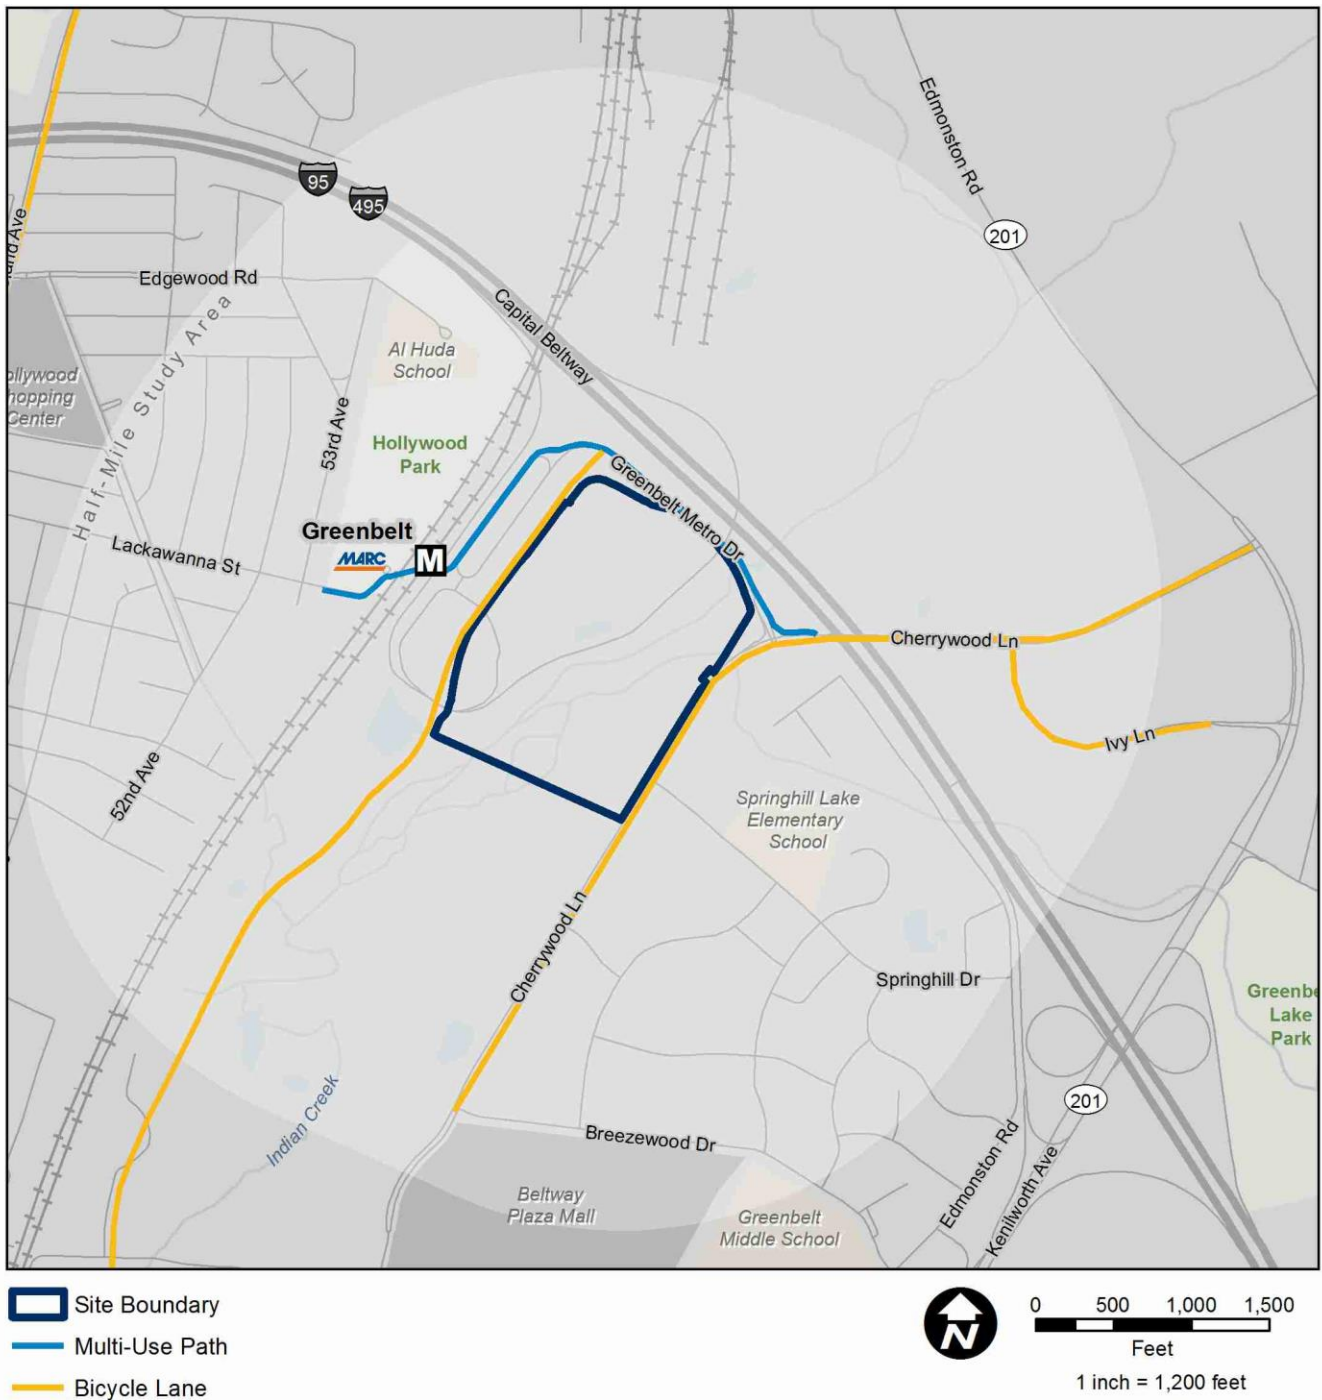 95
495
Edmonston Rd
201
Edgewood Rd
Half-Mile Study Area
Capital Beltway
Al Huda
School
Center
53rd Ave
Hollywood
Park
Greenbelt
MARC
M
Lackawanna St
Greenbelt Metro Dr
Cherrywood Ln
Ivy Ln
52nd Ave
Springhill Lake
Elementary
School
Cherrywood Ln
Springhill Dr
Lake
Park
Indian Creek
201
Breezewood Dr
Edmonston Rd
Kenilworth Ave
Beltway
Plaza Mall
Greenbelt
Middle School
Site Boundary
Multi-Use Path
Bicycle Lane
N
0 500 1,000 1,500
Feet
1 inch = 1,200 feet